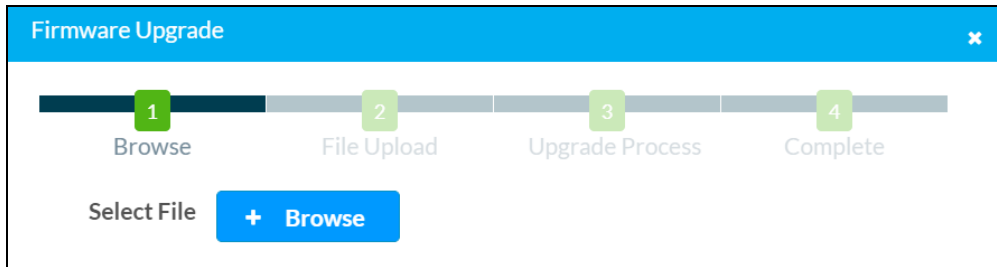 Firmware Upgrade
1 2 3 4
Browse File Upload Upgrade Process Complete
Select File + Browse